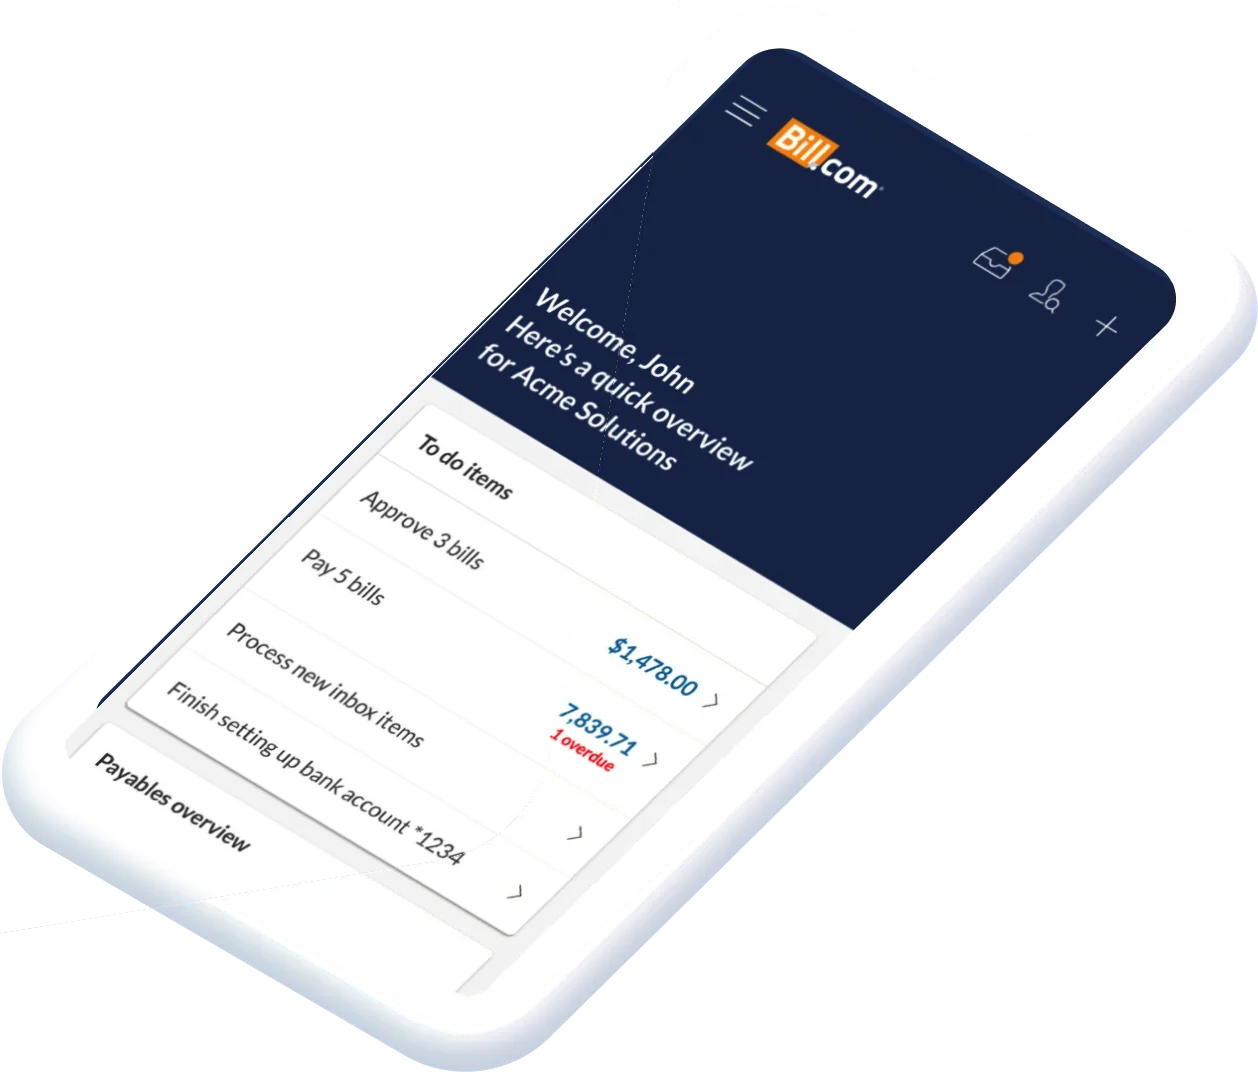 Bill.com
Welcome, John
Here's a quick overview
for Acme Solutions
To do items
Approve 3 bills
$1,478.00
Pay 5 bills
7,839.71
1 overdue
Process new inbox items
Finish setting up bank account *1234
Payables overview